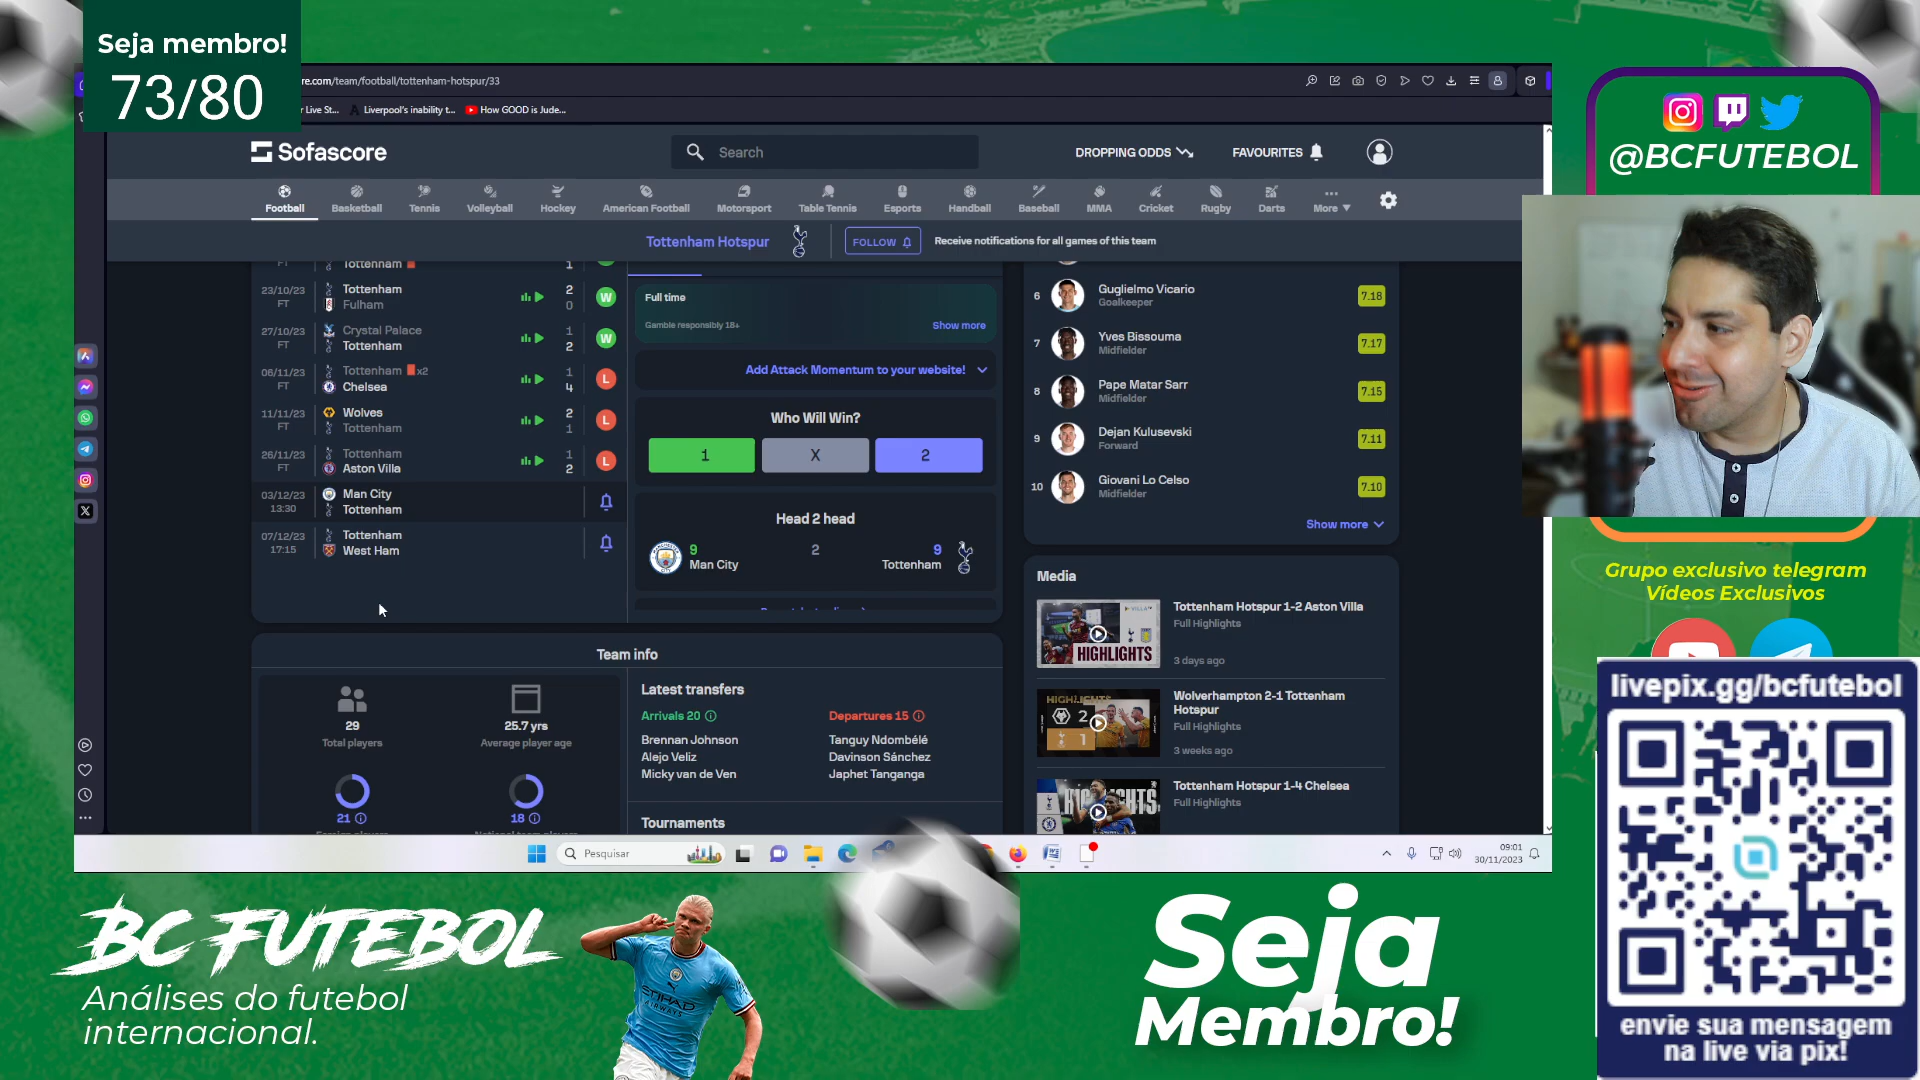 Seja membro!
73/80
re.com/team/football/tottenham-hotspur/33
r Live St...
Liverpool's inability t...
How GOOD is Jude...
Sofascore
Search
DROPPING ODDS
FAVOURITES
Football
Basketball
Tennis
Volleyball
Hockey
American Football
Motorsport
Table Tennis
Esports
Handball
Baseball
MMA
Cricket
Rugby
Darts
More
Tottenham Hotspur
FOLLOW
Receive notifications for all games of this team
FT
Tottenham
1
23/10/23
FT
Tottenham
Fulham
2
0
W
27/10/23
FT
Crystal Palace
Tottenham
1
2
W
06/11/23
FT
Tottenham x2
Chelsea
1
4
L
11/11/23
FT
Wolves
Tottenham
2
1
L
26/11/23
FT
Tottenham
Aston Villa
1
2
L
03/12/23
13:30
Man City
Tottenham
07/12/23
17:15
Tottenham
West Ham
Full time
Gamble responsibly 18+
Show more
Add Attack Momentum to your website!
Who Will Win?
1
X
2
Head 2 head
9
Man City
2
9
Tottenham
6
Guglielmo Vicario
Goalkeeper
7.18
7
Yves Bissouma
Midfielder
7.17
8
Pape Matar Sarr
Midfielder
7.15
9
Dejan Kulusevski
Forward
7.11
10
Giovani Lo Celso
Midfielder
7.10
Show more
Media
HIGHLIGHTS
Tottenham Hotspur 1-2 Aston Villa
Full Highlights
3 days ago
2
1
Wolverhampton 2-1 Tottenham
Hotspur
Full Highlights
3 weeks ago
Tottenham Hotspur 1-4 Chelsea
Full Highlights
Team info
29
Total players
25.7 yrs
Average player age
21
18
Latest transfers
Arrivals 20
Brennan Johnson
Alejo Veliz
Micky van de Ven
Departures 15
Tanguy Ndombélé
Davinson Sánchez
Japhet Tanganga
Tournaments
Pesquisar
09:01
30/11/2023
@BCFUTEBOL
Grupo exclusivo telegram
Vídeos Exclusivos
livepix.gg/bcfutebol
envie sua mensagem
na live via pix!
BC FUTEBOL
Análises do futebol
internacional.
ETIHAD
Seja
Membro!